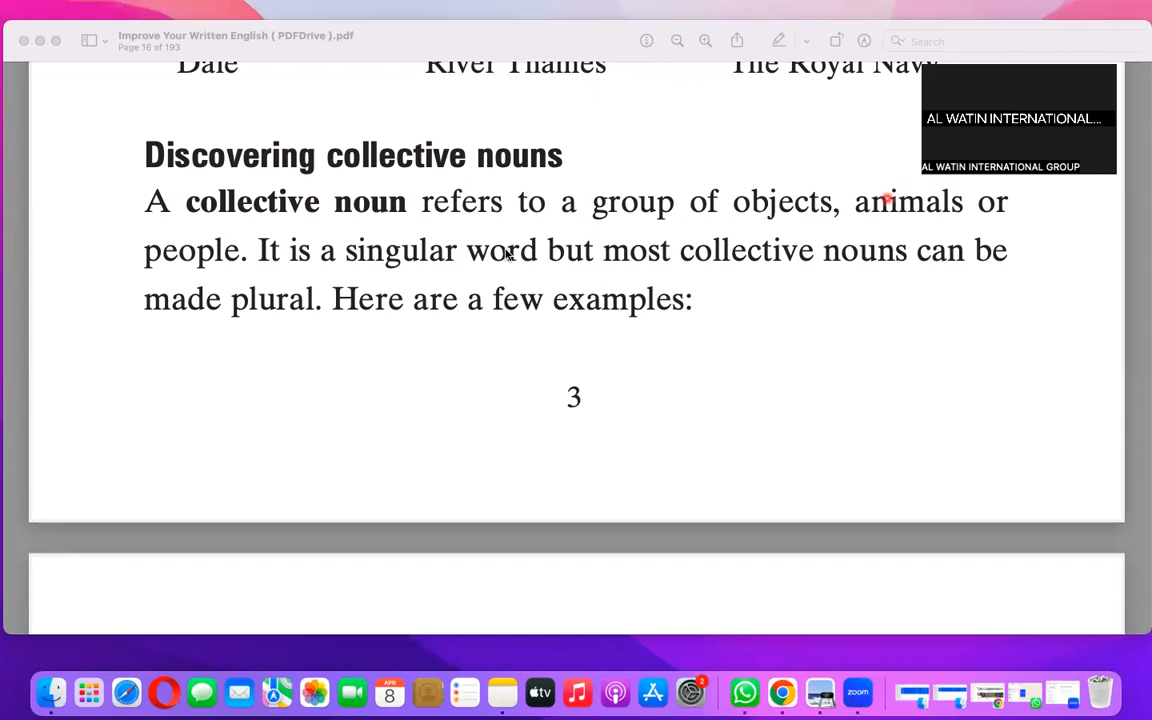 Improve Your Written English ( PDFDrive ).pdf
Page 16 of 193
Search
Dale River Thames The Royal Navy
AL WATIN INTERNATIONAL...
AL WATIN INTERNATIONAL GROUP
Discovering collective nouns
A collective noun refers to a group of objects, animals or
people. It is a singular word but most collective nouns can be
made plural. Here are a few examples:
3
APR
8
tv
2
zoom